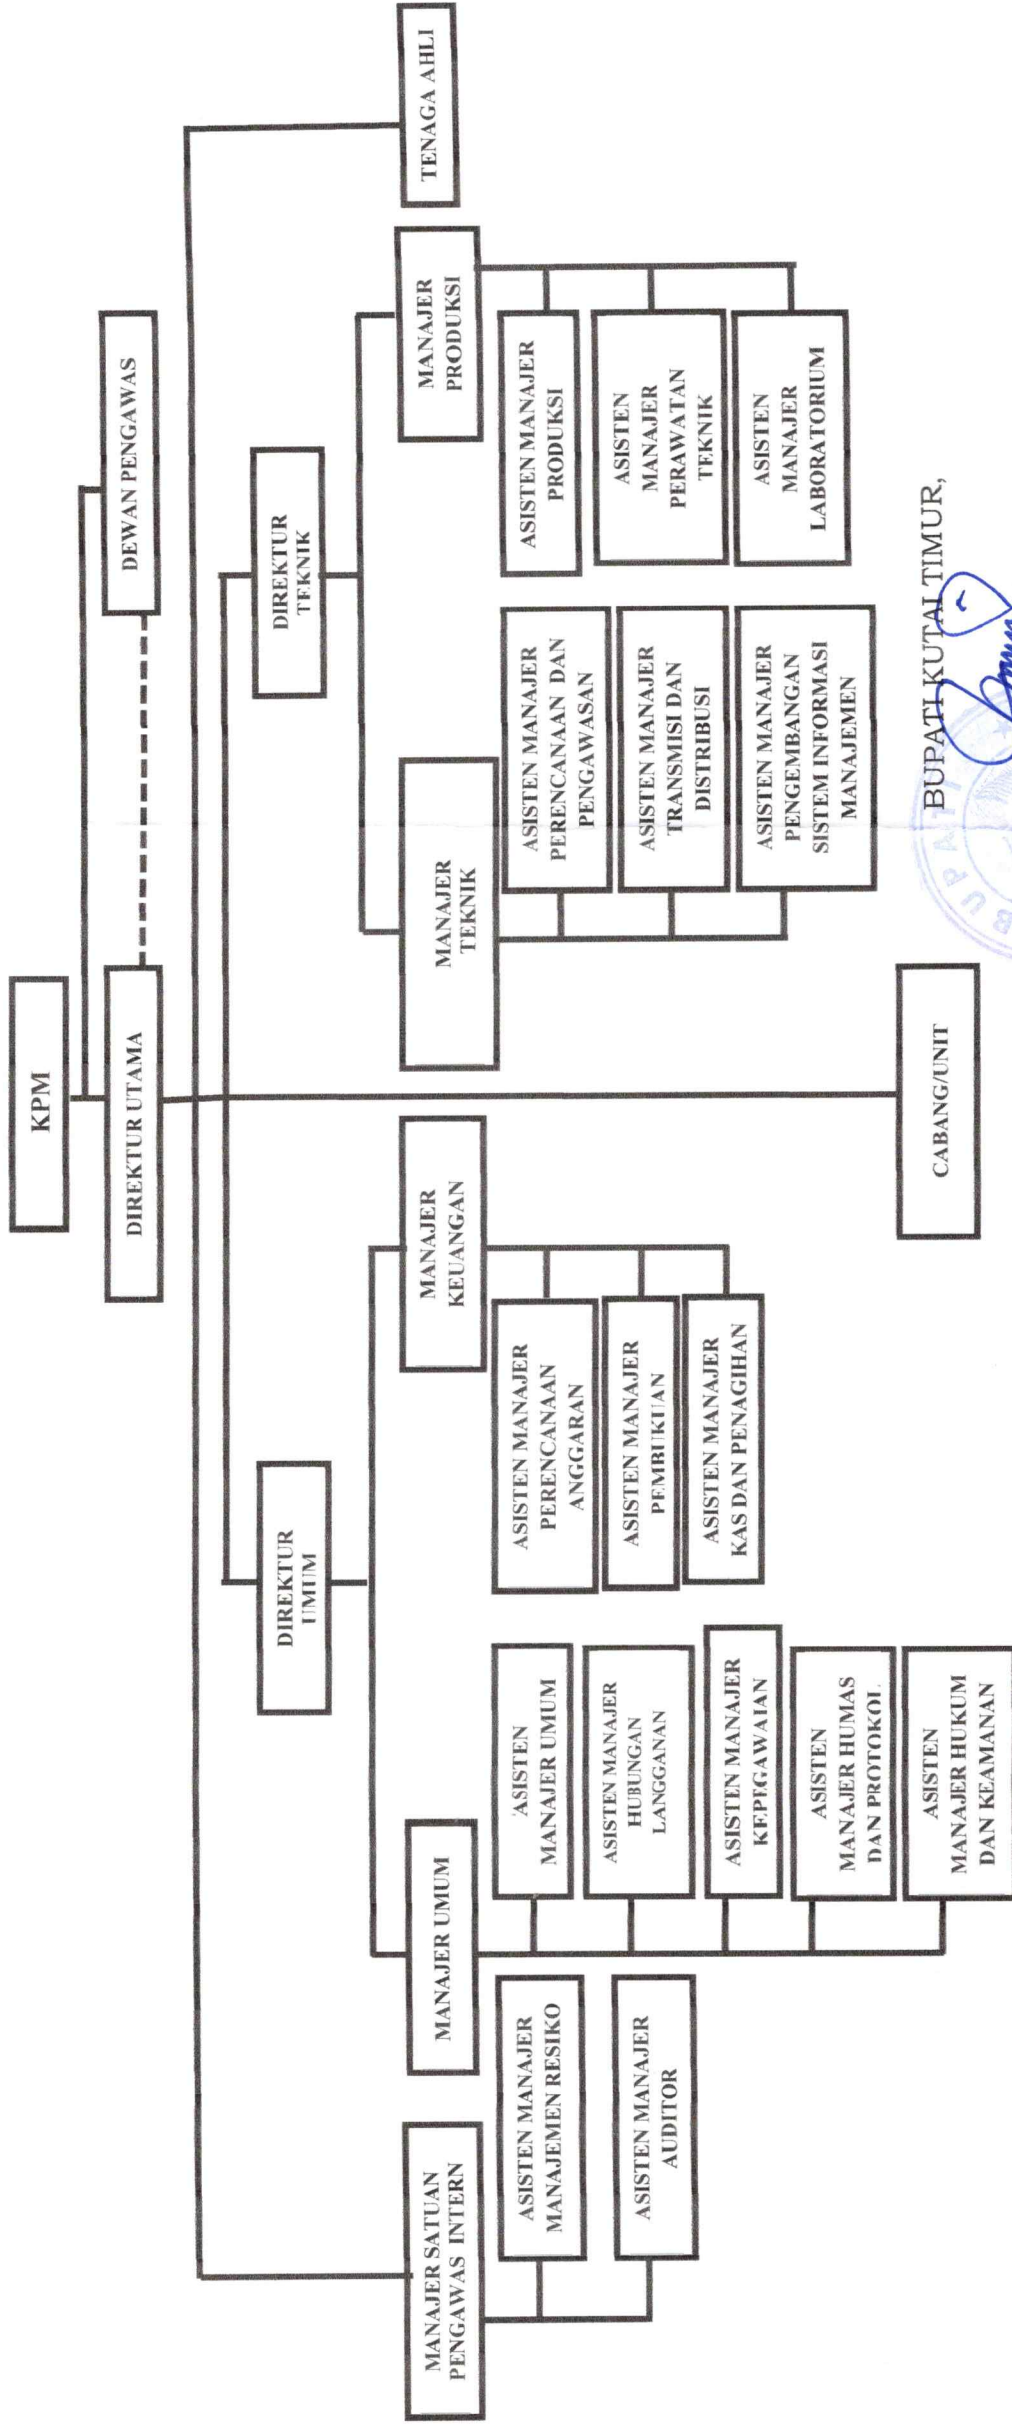 KPM
DIREKTUR UTAMA
DEWAN PENGAWAS
DIREKTUR
UMUM
DIREKTUR
TEKNIK
MANAJER SATUAN
PENGAWAS INTERN
MANAJER UMUM
MANAJER
KEUANGAN
MANAJER
TEKNIK
MANAJER
PRODUKSI
TENAGA AHLI
ASISTEN MANAJER
MANAJEMEN RESIKO
ASISTEN MANAJER
AUDITOR
ASISTEN
MANAJER UMUM
ASISTEN MANAJER
HUBUNGAN
LANGGANAN
ASISTEN MANAJER
KEPEGAWAIAN
ASISTEN
MANAJER HUMAS
DAN PROTOKOL
ASISTEN
MANAJER HUKUM
DAN KEAMANAN
ASISTEN MANAJER
PERENCANAAN
ANGGARAN
ASISTEN MANAJER
PEMBUKUAN
ASISTEN MANAJER
KAS DAN PENAGIHAN
ASISTEN MANAJER
PERENCANAAN DAN
PENGAWASAN
ASISTEN MANAJER
TRANSMISI DAN
DISTRIBUSI
ASISTEN MANAJER
PENGEMBANGAN
SISTEM INFORMASI
MANAJEMEN
ASISTEN MANAJER
PRODUKSI
ASISTEN
MANAJER
PERAWATAN
TEKNIK
ASISTEN
MANAJER
LABORATORIUM
CABANG/UNIT
BUPATI KUTAI TIMUR,
BUPATI